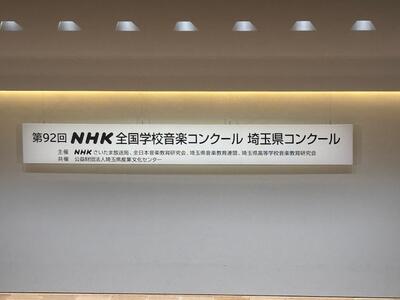 第92回 NHK 全国学校音楽コンクール 埼玉県コンクール
主催 NHK さいたま放送局、全日本音楽教育研究会、埼玉県音楽教育連盟、埼玉県高等学校音楽教育研究会
共催 公益財団法人埼玉県産業文化センター